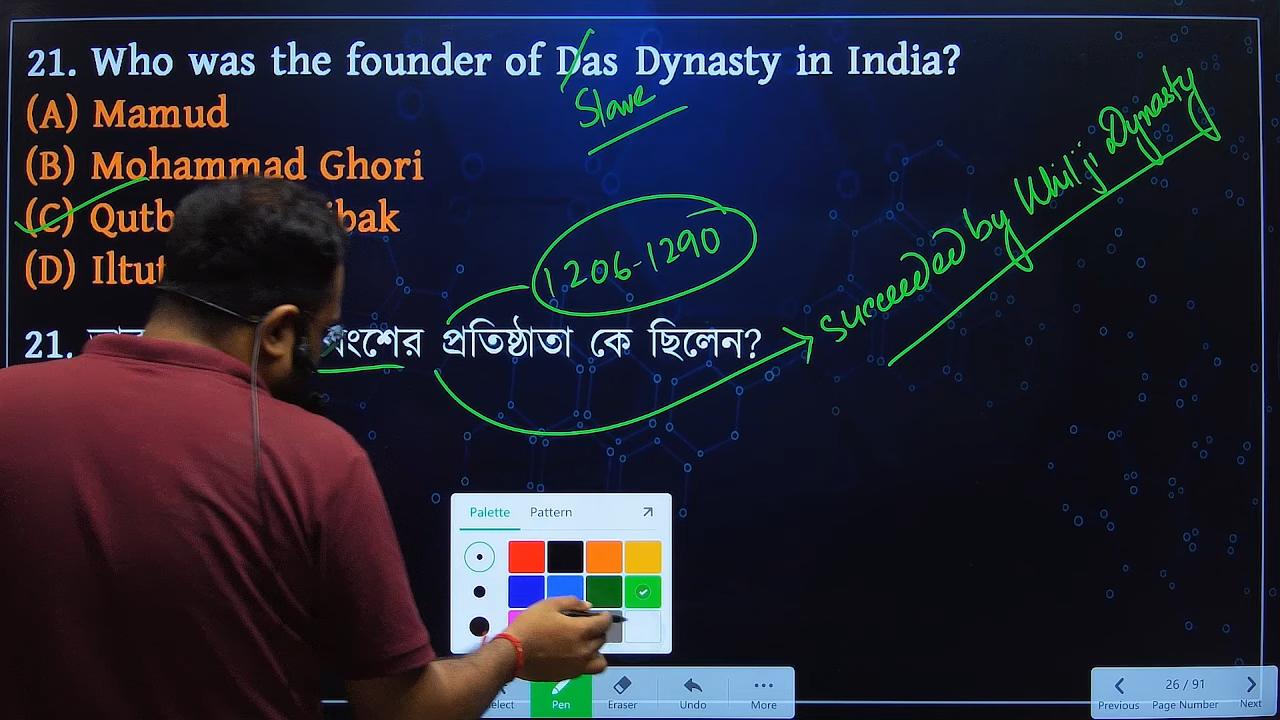 21. Who was the founder of Das Dynasty in India?
Slave
(A) Mamud
(B) Mohammad Ghori
(C) Qutb ibak
(D) Iltut
1206-1290
succeeded by Khilji Dynasty
21. বংশের প্রতিষ্ঠাতা কে ছিলেন?
Palette Pattern
Pen Eraser Undo More
26 / 91
Previous Page Number Next